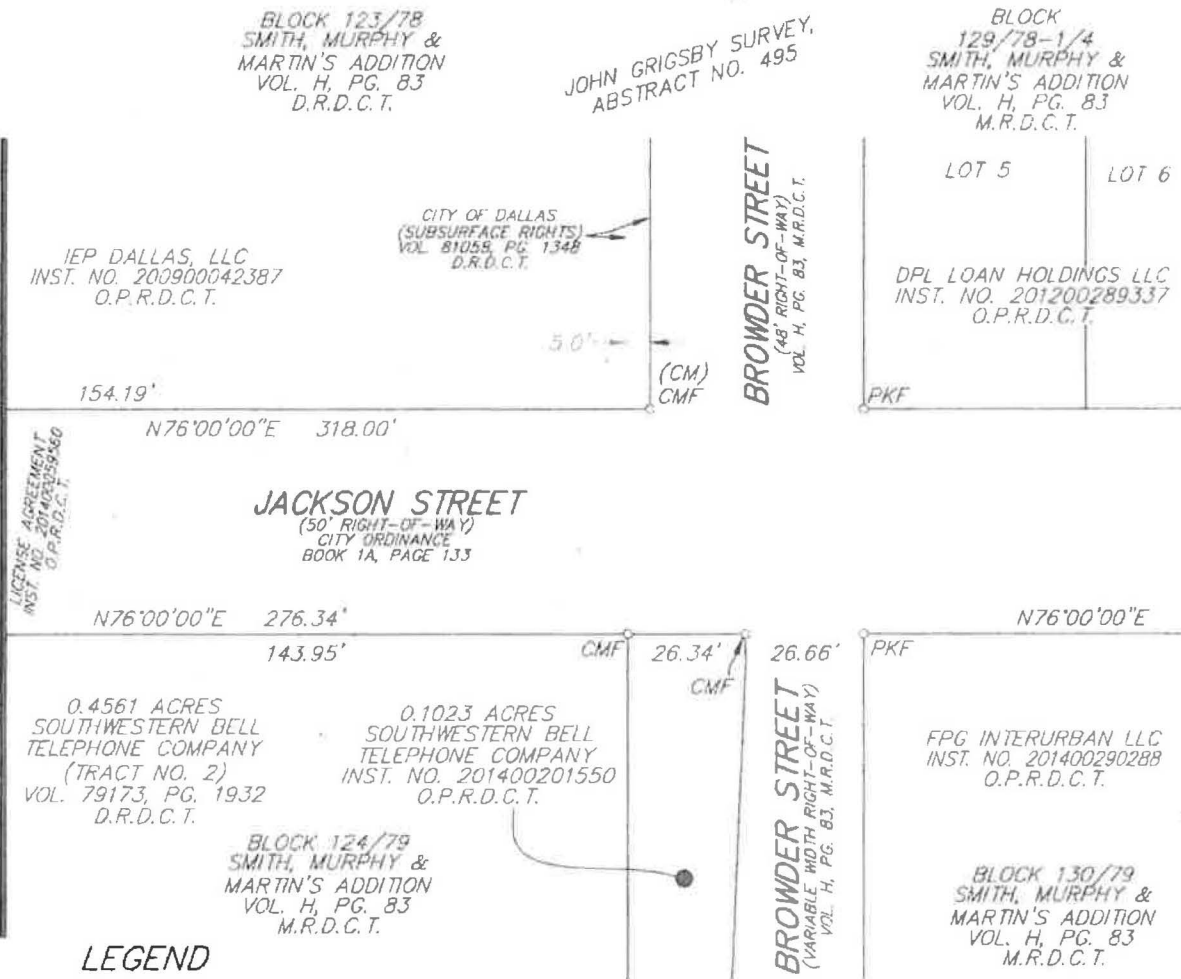 BLOCK 123/78
SMITH, MURPHY &
MARTIN'S ADDITION
VOL. H, PG. 83
D.R.D.C.T.
JOHN GRIGSBY SURVEY,
ABSTRACT NO. 495
BLOCK
129/78-1/4
SMITH, MURPHY &
MARTIN'S ADDITION
VOL. H, PG. 83
M.R.D.C.T.
LOT 5
LOT 6
CITY OF DALLAS
(SUBSURFACE RIGHTS)
VOL. 81058, PG. 1348
D.R.D.C.T.
IEP DALLAS, LLC
INST. NO. 200900042387
O.P.R.D.C.T.
BROWDER STREET
(48' RIGHT-OF-WAY)
VOL. H, PG. 83, M.R.D.C.T.
DPL LOAN HOLDINGS LLC
INST. NO. 201200289337
O.P.R.D.C.T.
5.0'
154.19'
(CM)
CMF
PKF
N76°00'00"E 318.00'
LICENSE AGREEMENT
INST. NO. 201400059560
O.P.R.D.C.T.
JACKSON STREET
(50' RIGHT-OF-WAY)
CITY ORDINANCE
BOOK 1A, PAGE 133
N76°00'00"E 276.34'
N76°00'00"E
143.95'
CMF
26.34'
CMF
26.66'
PKF
0.4561 ACRES
SOUTHWESTERN BELL
TELEPHONE COMPANY
(TRACT NO. 2)
VOL. 79173, PG. 1932
D.R.D.C.T.
0.1023 ACRES
SOUTHWESTERN BELL
TELEPHONE COMPANY
INST. NO. 201400201550
O.P.R.D.C.T.
BROWDER STREET
(VARIABLE WIDTH RIGHT-OF-WAY)
VOL. H, PG. 83, M.R.D.C.T.
FPG INTERURBAN LLC
INST. NO. 201400290288
O.P.R.D.C.T.
BLOCK 124/79
SMITH, MURPHY &
MARTIN'S ADDITION
VOL. H, PG. 83
M.R.D.C.T.
BLOCK 130/79
SMITH, MURPHY &
MARTIN'S ADDITION
VOL. H, PG. 83
M.R.D.C.T.
LEGEND